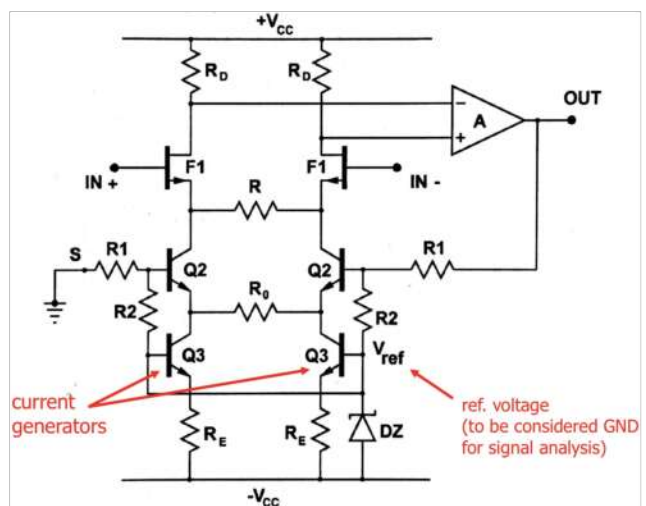 +VCC
RD
RD
OUT
−
A
+
F1
F1
IN +
IN -
R
S
R1
R1
Q2
Q2
R2
R0
R2
Q3
Q3
Vref
current
generators
ref. voltage
(to be considered GND
for signal analysis)
RE
RE
DZ
-VCC